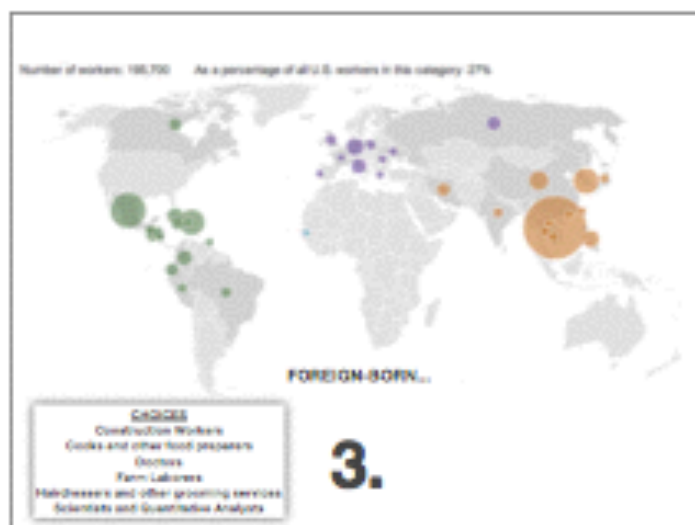 Number of workers: 195,700 As a percentage of all U.S. workers in this category: 27%
FOREIGN-BORN...
CHOICES
Construction Workers
Cooks and other food preparers
Doctors
Farm Laborers
Hairdressers and other grooming services
Scientists and Quantitative Analysts
3.